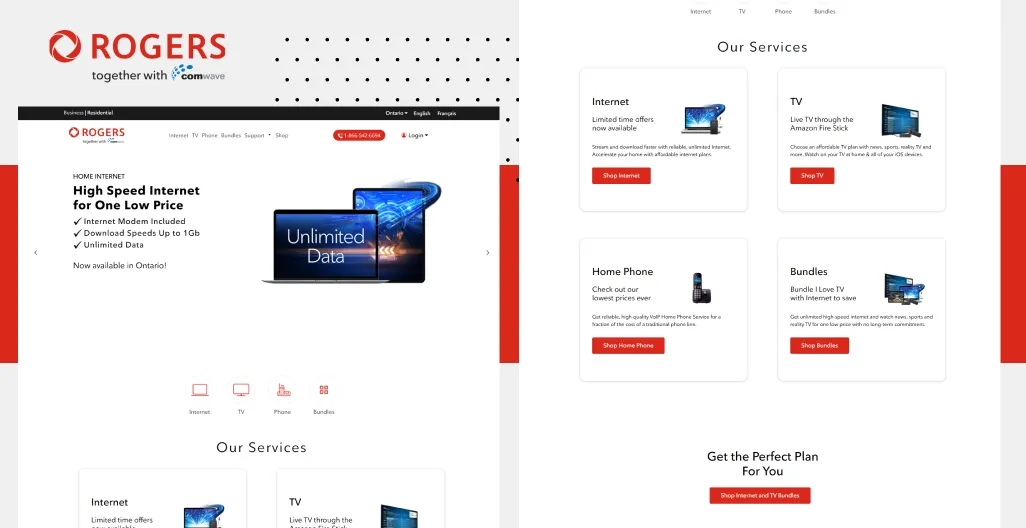 ROGERS
together with comwave
Business | Residential
Ontario
English
Français
ROGERS
together with comwave
Internet
TV
Phone
Bundles
Support
Shop
1-866-542-6694
Login
HOME INTERNET
High Speed Internet
for One Low Price
Internet Modem Included
Download Speeds Up to 1Gb
Unlimited Data
Now available in Ontario!
Unlimited
Data
Internet
TV
Phone
Bundles
Our Services
Internet
Limited time offers
now available
TV
Live TV through the
Amazon Fire Stick
Internet
TV
Phone
Bundles
Our Services
Internet
Limited time offers
now available
Stream and download faster with reliable, unlimited Internet.
Accelerate your home with affordable internet plans.
Shop Internet
TV
Live TV through the
Amazon Fire Stick
Choose an affordable TV plan with news, sports, reality TV and
more. Watch on your TV at home & all of your iOS devices.
Shop TV
Home Phone
Check out our
lowest prices ever
Get reliable, high quality VoIP Home Phone Service for a
fraction of the cost of a traditional phone line.
Shop Home Phone
Bundles
Bundle I Love TV
with Internet to save
Get unlimited high-speed internet and watch news, sports and
reality TV for one low price with no long-term commitment.
Shop Bundles
Get the Perfect Plan
For You
Shop Internet and TV Bundles